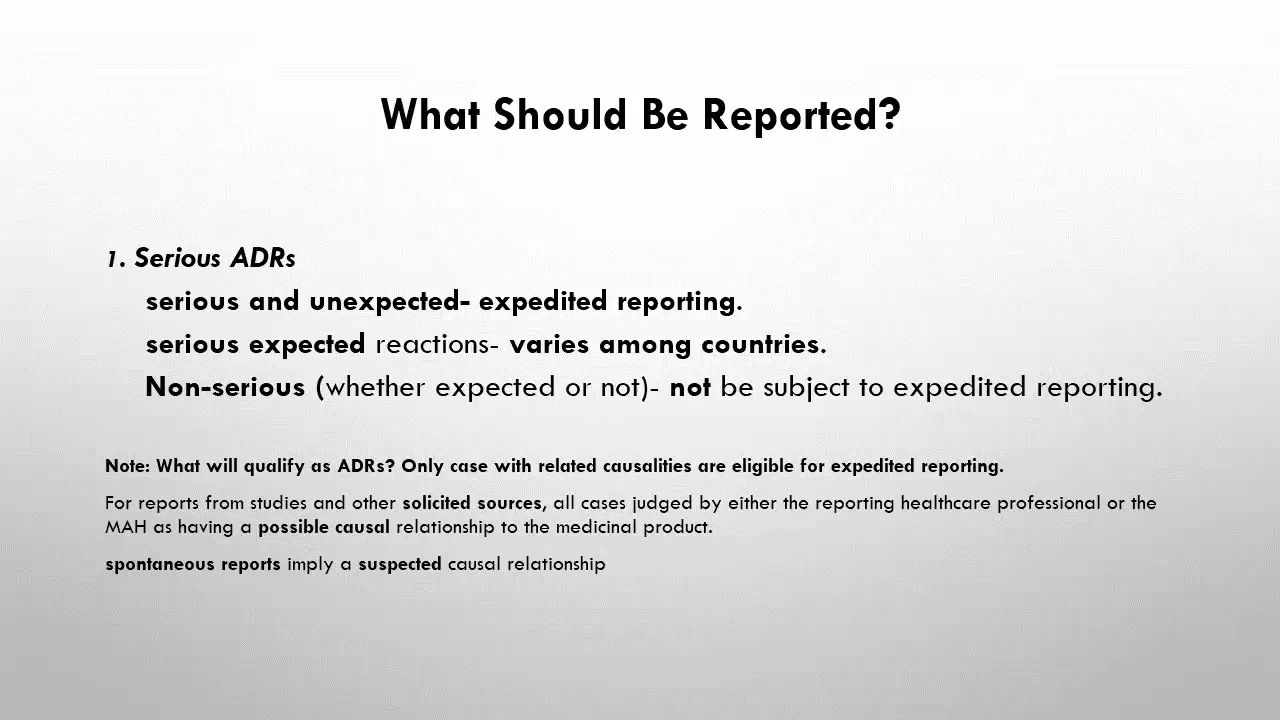 What Should Be Reported?
1. Serious ADRs
serious and unexpected- expedited reporting.
serious expected reactions- varies among countries.
Non-serious (whether expected or not)- not be subject to expedited reporting.
Note: What will qualify as ADRs? Only case with related causalities are eligible for expedited reporting.
For reports from studies and other solicited sources, all cases judged by either the reporting healthcare professional or the
MAH as having a possible causal relationship to the medicinal product.
spontaneous reports imply a suspected causal relationship